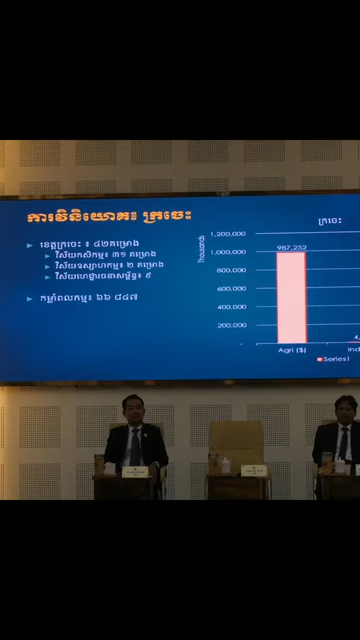 ការវិនិយោគ៖ ក្រចេះ
ខេត្តក្រចេះ ៖ ៤២គម្រោង
វិស័យកសិកម្ម៖ ៣១ គម្រោង
វិស័យឧស្សាហកម្ម៖ ២ គម្រោង
វិស័យហេដ្ឋារចនាសម្ព័ន្ធ៖ ៩
កម្លាំពលកម្ម៖ ៦៦ ៨៤៧
ក្រចេះ
Thousands
1,200,000
1,000,000
800,000
600,000
400,000
200,000
-
987,252
4,
Agri ($)
Ind
Series1